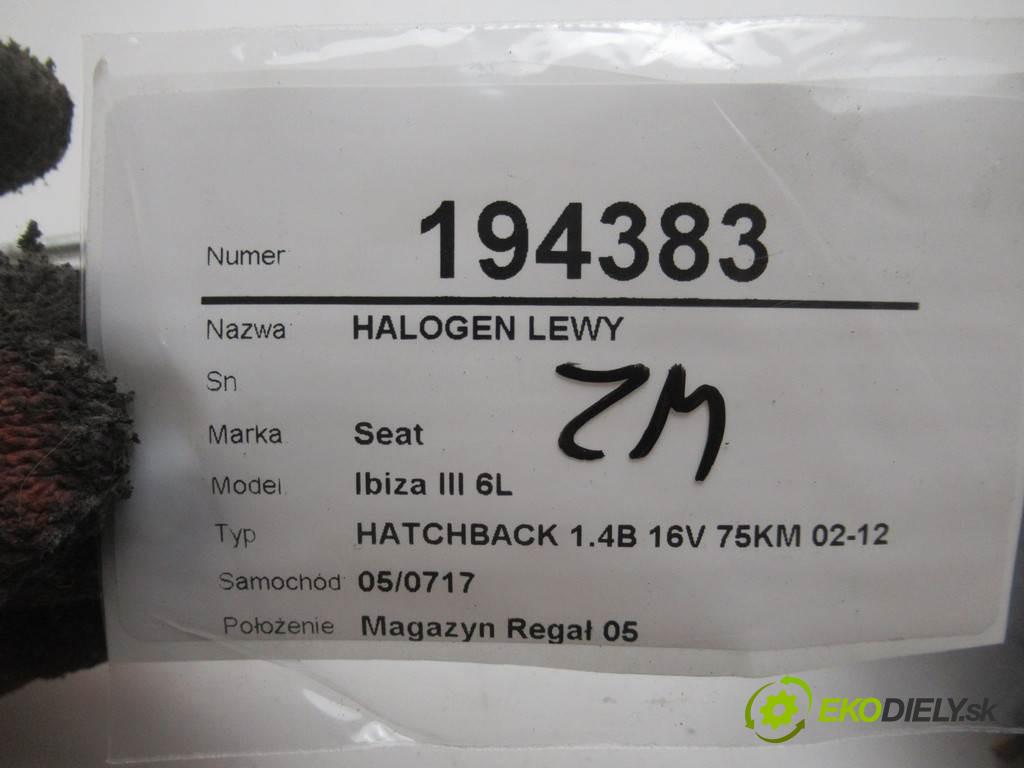 Numer 194383
Nazwa HALOGEN LEWY
Sn
ZM
Marka Seat
Model Ibiza III 6L
Typ HATCHBACK 1.4B 16V 75KM 02-12
Samochód 05/0717
Położenie Magazyn Regał 05
EKODIELY.sk